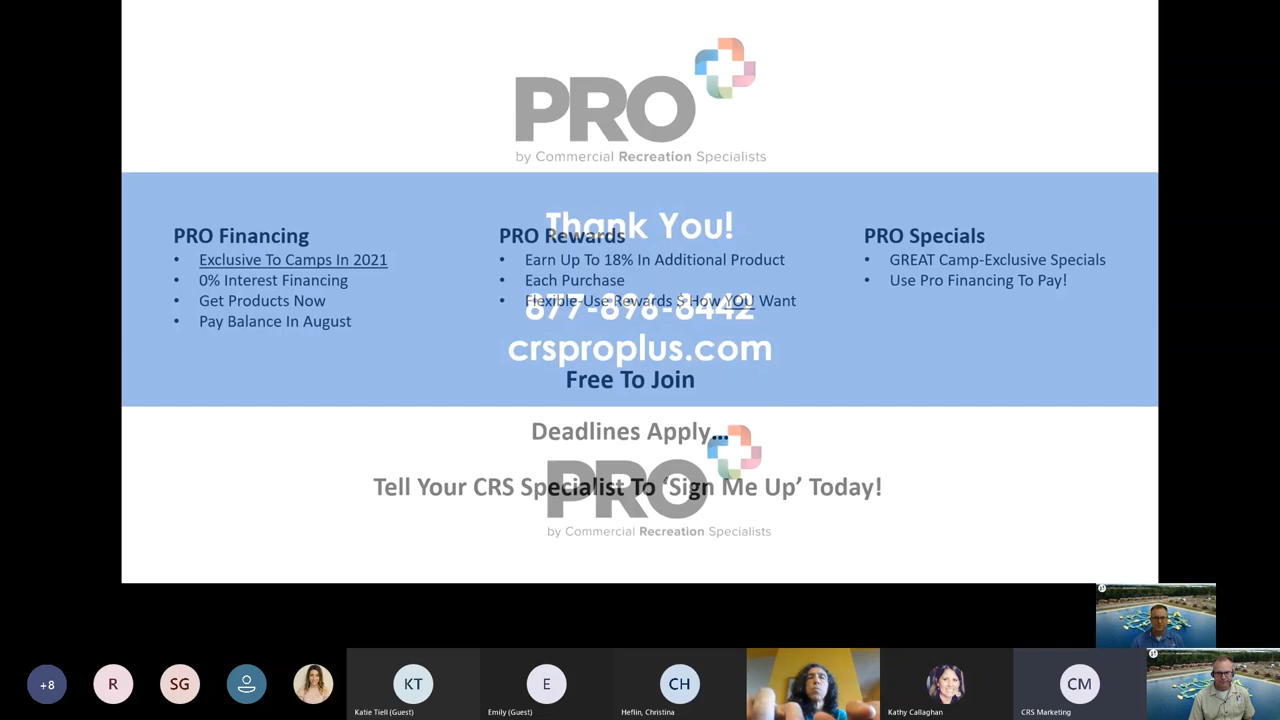 PRO
by Commercial Recreation Specialists
Thank You!
PRO Financing
• Exclusive To Camps In 2021
• 0% Interest Financing
• Get Products Now
• Pay Balance In August
PRO Rewards
• Earn Up To 18% In Additional Product
• Each Purchase
• Flexible-Use Rewards $ How YOU Want
PRO Specials
• GREAT Camp-Exclusive Specials
• Use Pro Financing To Pay!
877-896-8442
crsproplus.com
Free To Join
Deadlines Apply...
Tell Your CRS Specialist To ‘Sign Me Up’ Today!
PRO
by Commercial Recreation Specialists
+8
R
SG
KT
Katie Tiell (Guest)
E
Emily (Guest)
CH
Heflin, Christina
Kathy Callaghan
CM
CRS Marketing